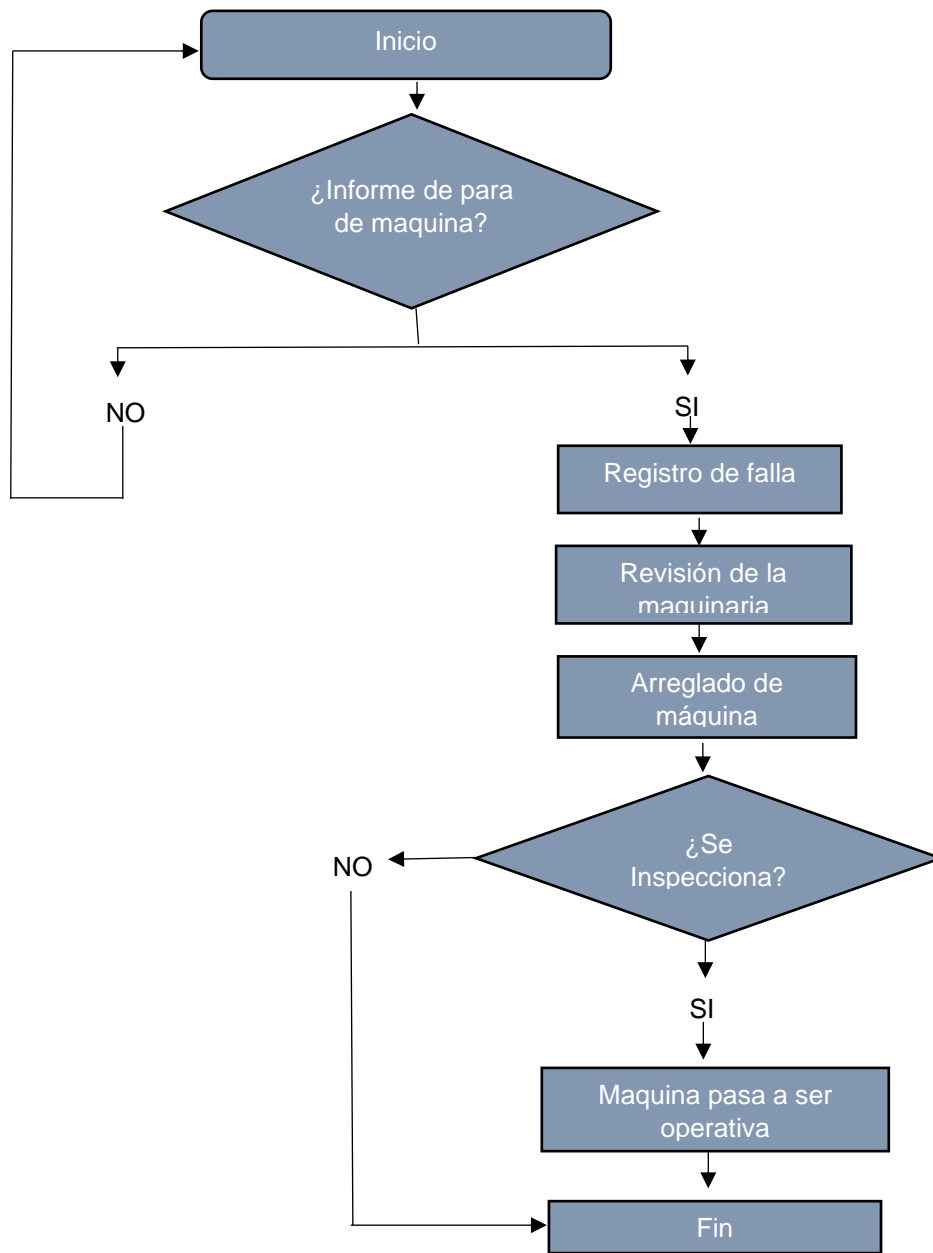 Inicio
¿Informe de para
de maquina?
NO
SI
Registro de falla
Revisión de la
maquinaria
Arreglado de
máquina
¿Se
Inspecciona?
NO
SI
Maquina pasa a ser
operativa
Fin